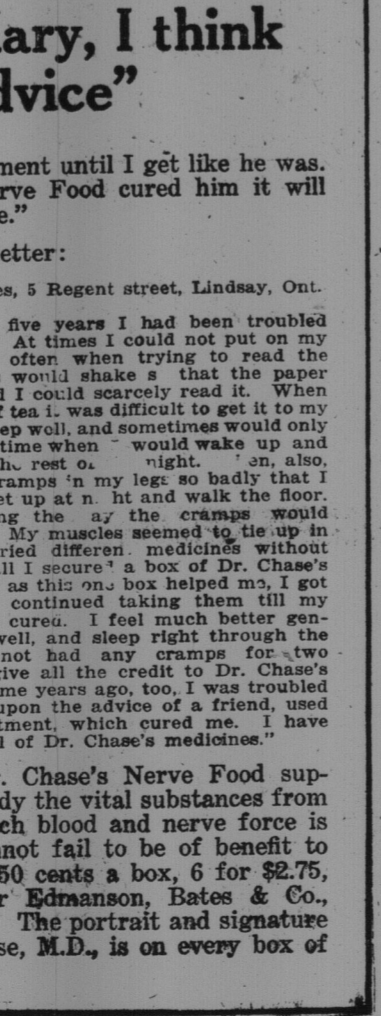 ary, I think
dvice”
ment until I get like he was.
rve Food cured him it will
e.”
etter:
es, 5 Regent street, Lindsay, Ont.
five years I had been troubled
At times I could not put on my
often when trying to read the
would shake s that the paper
I could scarcely read it. When
tea i. was difficult to get it to my
ep well, and sometimes would only
time when would wake up and
rest night. en, also,
ramps 'n my legs so badly that I
et up at n ht and walk the floor.
ng the ay the cramps would
My muscles seemed to tie up in
ried differen medicines without
ll I secure a box of Dr. Chase's
as this one box helped me, I got
continued taking them till my
cured. I feel much better gen-
well, and sleep right through the
not had any cramps for two
ive all the credit to Dr. Chase's
me years ago, too, I was troubled
upon the advice of a friend, used
tment, which cured me. I have
l of Dr. Chase's medicines.”
. Chase's Nerve Food sup-
dy the vital substances from
ch blood and nerve force is
not fail to be of benefit to
50 cents a box, 6 for $2.75,
r Edmanson, Bates & Co.,
The portrait and signature
se, M.D., is on every box of